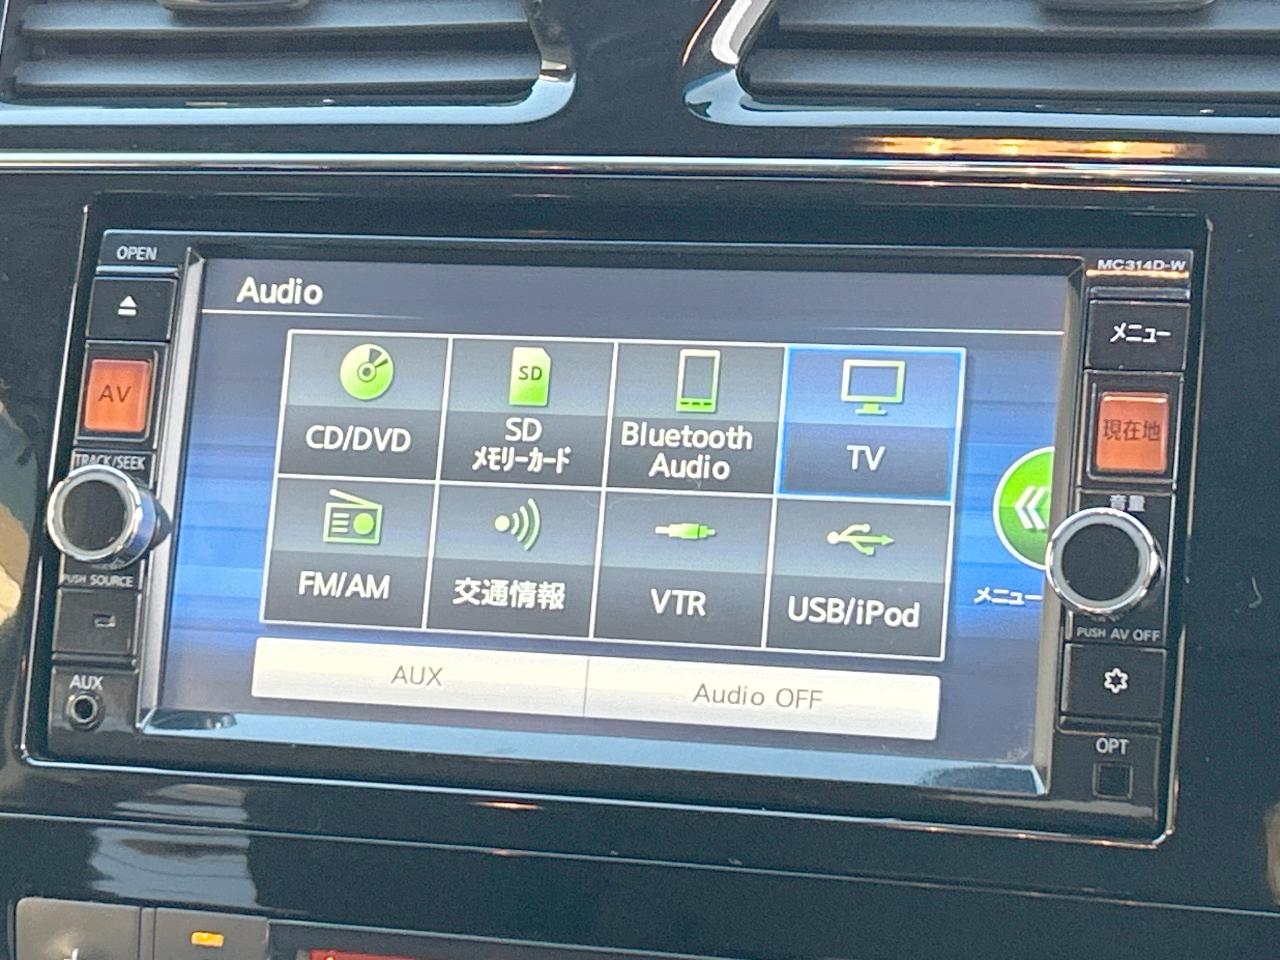 OPEN
MC314D-W
Audio
メニュー
AV
SD
CD/DVD
SD
メモリーカード
Bluetooth
Audio
TV
現在地
TRACK/SEEK
音量
PUSH SOURCE
FM/AM
交通情報
VTR
USB/iPod
メニュー
PUSH AV OFF
AUX
AUX
Audio OFF
OPT